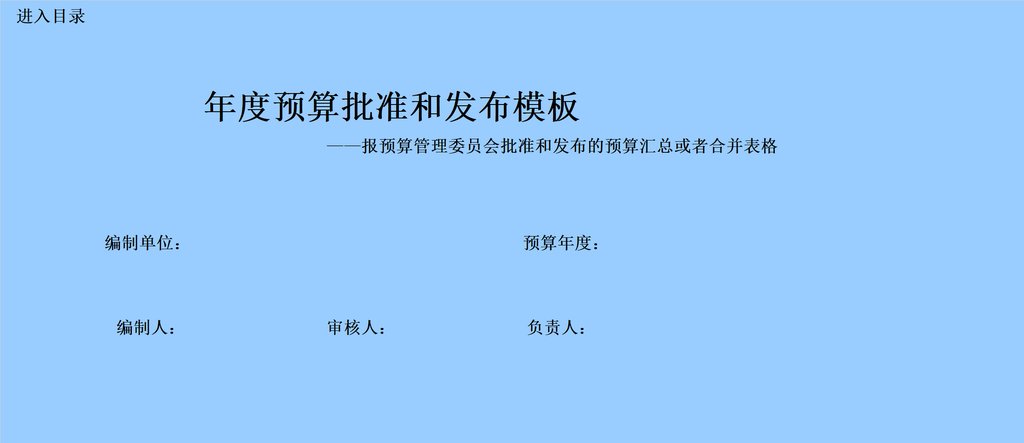 进入目录
年度预算批准和发布模板
——报预算管理委员会批准和发布的预算汇总或者合并表格
编制单位： 预算年度：
编制人： 审核人： 负责人：